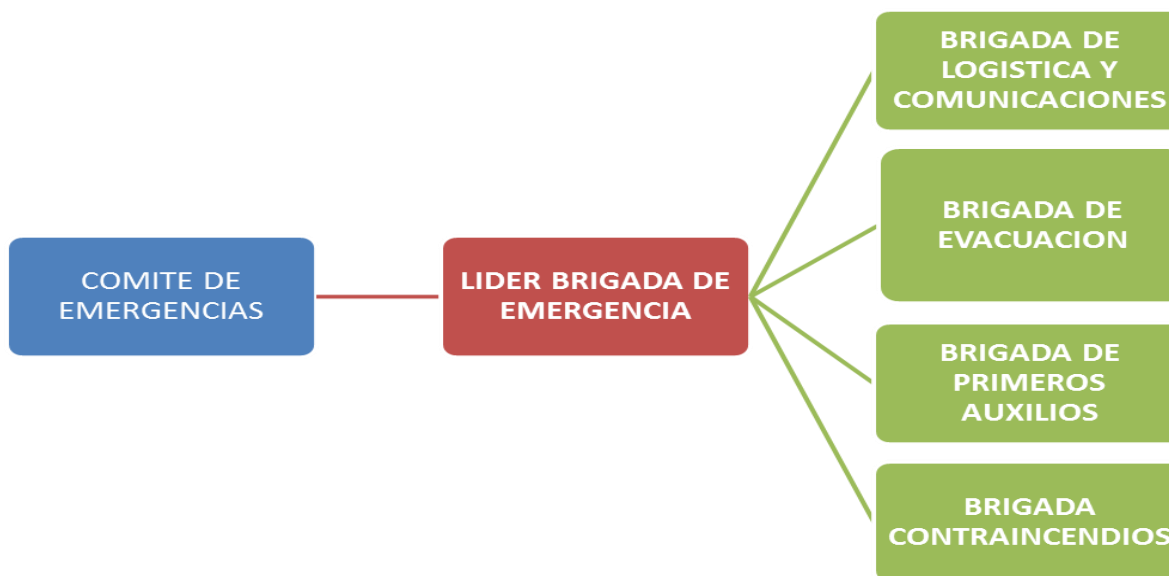 COMITE DE
EMERGENCIAS
LIDER BRIGADA DE
EMERGENCIA
BRIGADA DE
LOGISTICA Y
COMUNICACIONES
BRIGADA DE
EVACUACION
BRIGADA DE
PRIMEROS
AUXILIOS
BRIGADA
CONTRAINCENDIOS